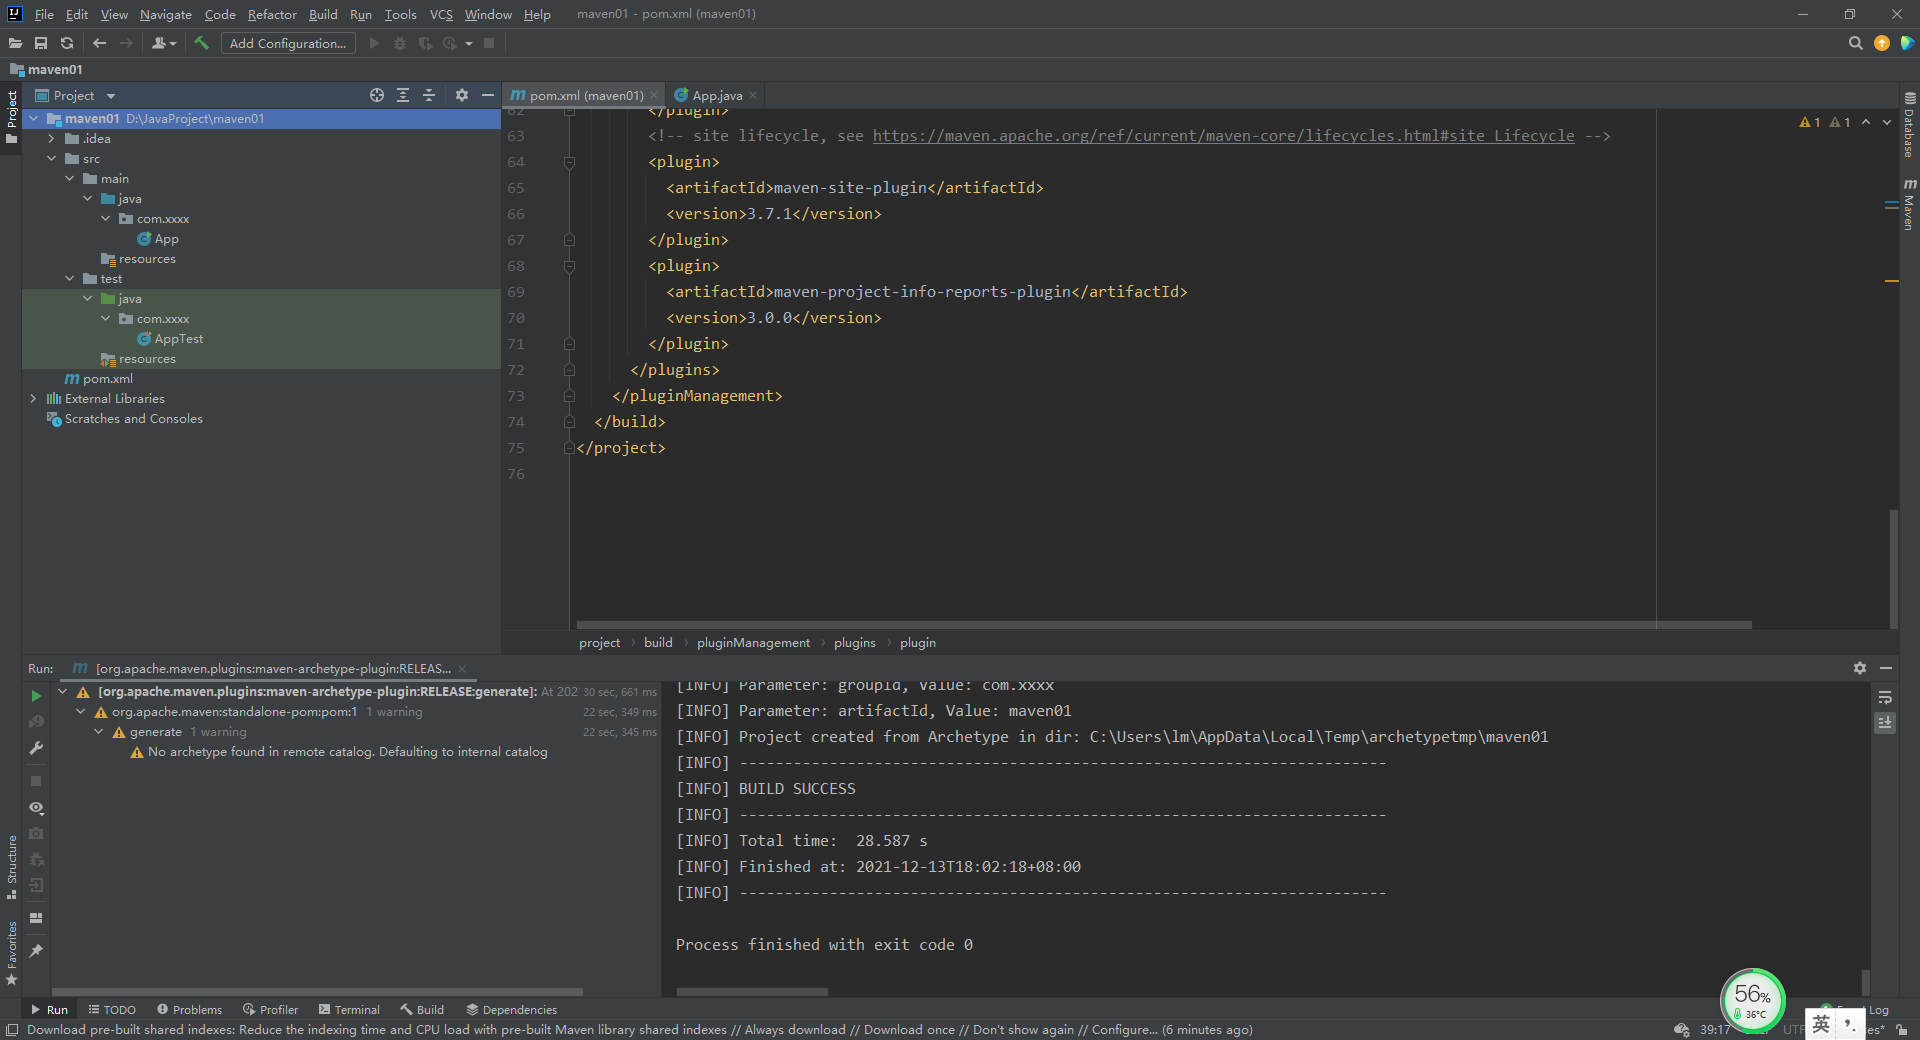 File Edit View Navigate Code Refactor Build Run Tools VCS Window Help maven01 - pom.xml (maven01)
Add Configuration...
maven01
Project
Project
maven01 D:\JavaProject\maven01
.idea
src
main
java
com.xxxx
App
resources
test
java
com.xxxx
AppTest
resources
pom.xml
External Libraries
Scratches and Consoles
Structure
Favorites
pom.xml (maven01)
App.java
62 </plugin>
63 <!-- site lifecycle, see https://maven.apache.org/ref/current/maven-core/lifecycles.html#site_Lifecycle -->
64 <plugin>
65 <artifactId>maven-site-plugin</artifactId>
66 <version>3.7.1</version>
67 </plugin>
68 <plugin>
69 <artifactId>maven-project-info-reports-plugin</artifactId>
70 <version>3.0.0</version>
71 </plugin>
72 </plugins>
73 </pluginManagement>
74 </build>
75 </project>
76
1 1
Database
Maven
project build pluginManagement plugins plugin
Run: [org.apache.maven.plugins:maven-archetype-plugin:RELEAS...
[org.apache.maven.plugins:maven-archetype-plugin:RELEASE:generate]: At 202 30 sec, 661 ms
org.apache.maven:standalone-pom:pom:1 1 warning 22 sec, 349 ms
generate 1 warning 22 sec, 345 ms
No archetype found in remote catalog. Defaulting to internal catalog
[INFO] Parameter: groupId, Value: com.xxxx
[INFO] Parameter: artifactId, Value: maven01
[INFO] Project created from Archetype in dir: C:\Users\lm\AppData\Local\Temp\archetypetmp\maven01
[INFO] ------------------------------------------------------------------------
[INFO] BUILD SUCCESS
[INFO] ------------------------------------------------------------------------
[INFO] Total time:  28.587 s
[INFO] Finished at: 2021-12-13T18:02:18+08:00
[INFO] ------------------------------------------------------------------------
Process finished with exit code 0
Run TODO Problems Profiler Terminal Build Dependencies Log
Download pre-built shared indexes: Reduce the indexing time and CPU load with pre-built Maven library shared indexes // Always download // Download once // Don't show again // Configure... (6 minutes ago) 39:17
56%
36°C
英